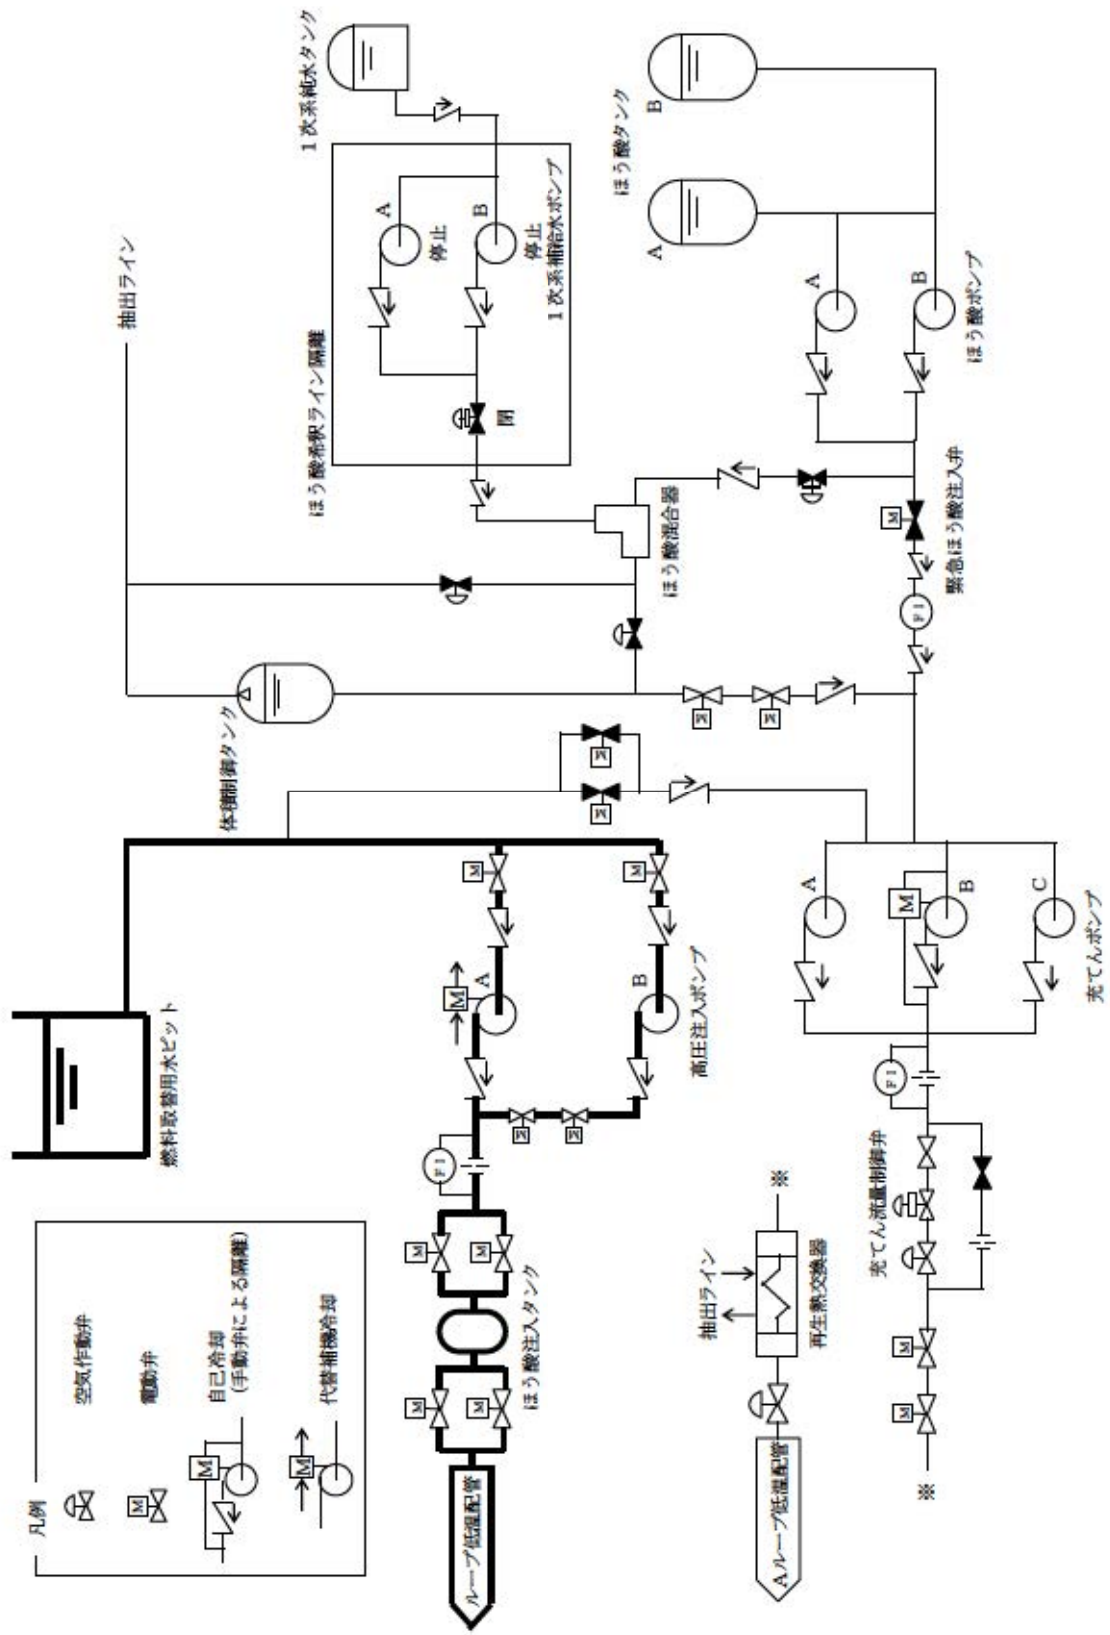 凡例
空気作動弁
電動弁
自己冷却
(手動弁による隔離)
代替補機冷却
M
M
M
燃料取替用水ピット
体積制御タンク
抽出ライン
1次系純水タンク
ほう酸希釈ライン隔離
A
停止
B
停止
1次系補給水ポンプ
閉
ほう酸タンク
A
B
ほう酸混合器
A
B
ほう酸ポンプ
M
緊急ほう酸注入弁
FI
M
M
M
M
M
M
M
A
B
高圧注入ポンプ
M
M
FI
M
M
M
M
ほう酸注入タンク
ループ低温配管
A
M
B
C
充てんポンプ
FI
充てん流量制御弁
M
M
※
※
抽出ライン
再生熱交換器
Aループ低温配管